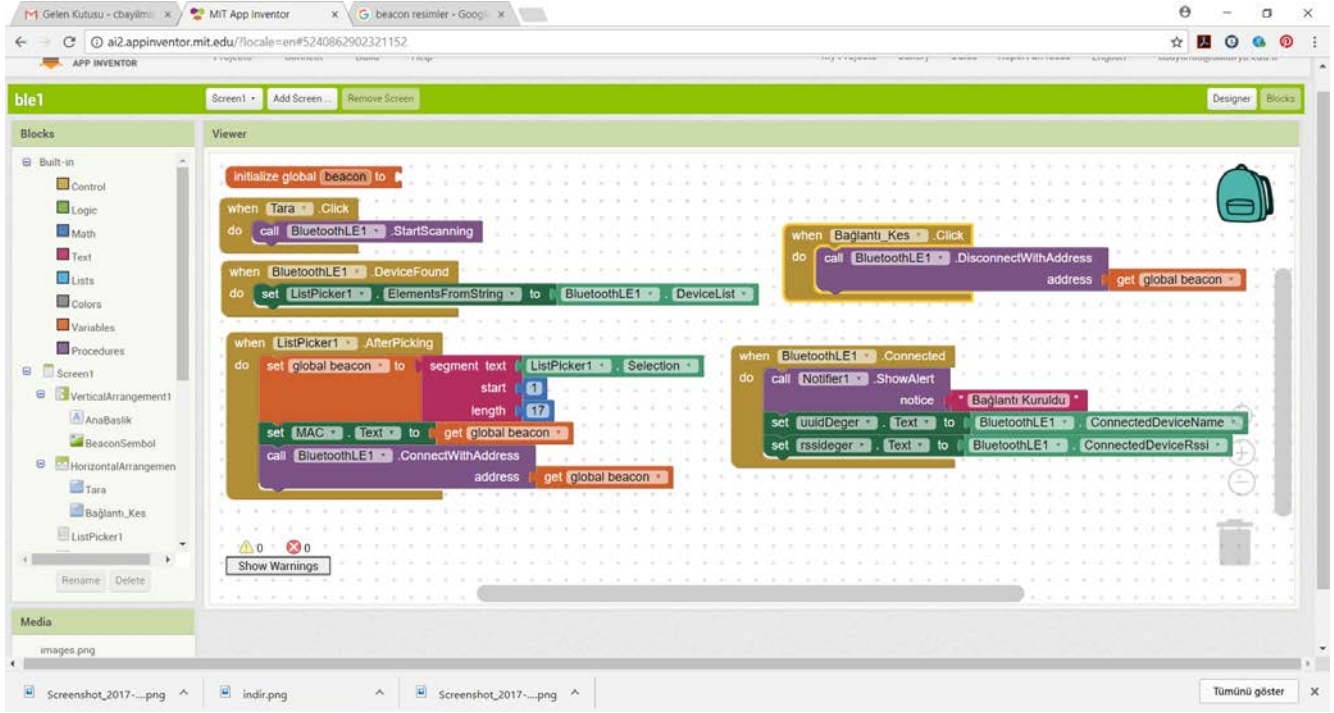 Gelen Kutusu - cbayilmi
MIT App Inventor
beacon resimler - Googl
ai2.appinventor.mit.edu/?locale=en#5240862902321152
APP INVENTOR
ble1
Screen1
Add Screen ...
Remove Screen
Designer
Blocks
Blocks
Viewer
Built-in
Control
Logic
Math
Text
Lists
Colors
Variables
Procedures
Screen1
VerticalArrangement1
AnaBaslik
BeaconSembol
HorizontalArrangemen
Tara
Bağlantı_Kes
ListPicker1
Rename Delete
Media
images.png
initialize global beacon to
when Tara .Click
do call BluetoothLE1 .StartScanning
when BluetoothLE1 .DeviceFound
do set ListPicker1 . ElementsFromString to BluetoothLE1 . DeviceList
when ListPicker1 .AfterPicking
do set global beacon to segment text ListPicker1 . Selection
start 1
length 17
set MAC . Text to get global beacon
call BluetoothLE1 .ConnectWithAddress
address get global beacon
when Bağlantı_Kes .Click
do call BluetoothLE1 .DisconnectWithAddress
address get global beacon
when BluetoothLE1 .Connected
do call Notifier1 .ShowAlert
notice " Bağlantı Kuruldu "
set uuidDeger . Text to BluetoothLE1 . ConnectedDeviceName
set rssideger . Text to BluetoothLE1 . ConnectedDeviceRssi
0 0
Show Warnings
Screenshot_2017-....png
indir.png
Screenshot_2017-....png
Tümünü göster